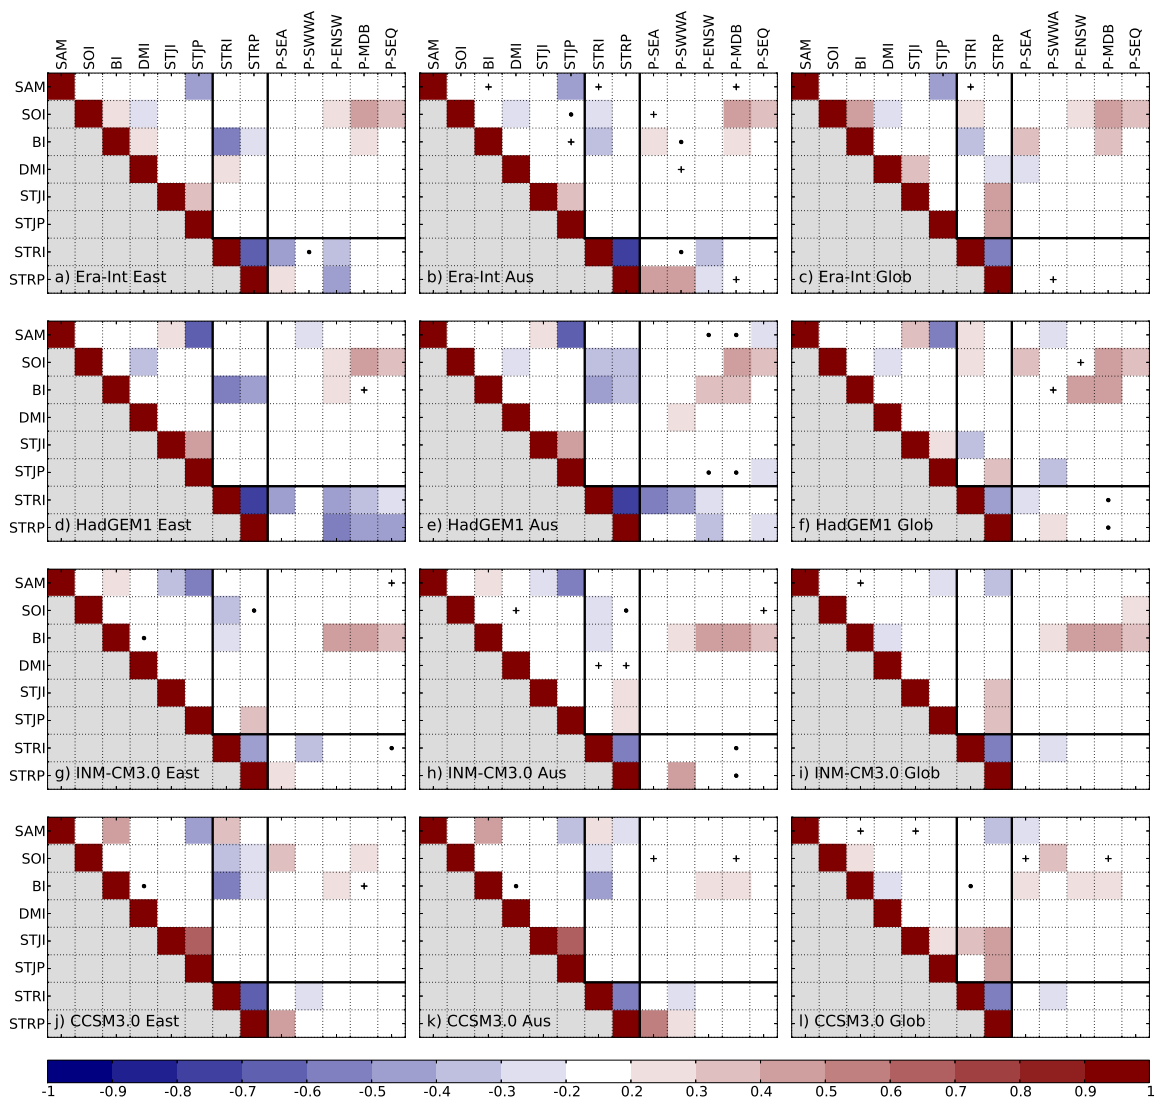 SAM SOI BI DMI STJI STJP STRI STRP P-SEA P-SWWA P-ENSW P-MDB P-SEQ SAM SOI BI DMI STJI STJP STRI STRP P-SEA P-SWWA P-ENSW P-MDB P-SEQ SAM SOI BI DMI STJI STJP STRI STRP P-SEA P-SWWA P-ENSW P-MDB P-SEQ
SAM
SOI
BI
DMI
STJI
STJP
STRI
a) Era-Int East b) Era-Int Aus c) Era-Int Glob
STRP
SAM
SOI
BI
DMI
STJI
STJP
STRI
d) HadGEM1 East e) HadGEM1 Aus f) HadGEM1 Glob
STRP
SAM
SOI
BI
DMI
STJI
STJP
STRI
g) INM-CM3.0 East h) INM-CM3.0 Aus i) INM-CM3.0 Glob
STRP
SAM
SOI
BI
DMI
STJI
STJP
STRI
j) CCSM3.0 East k) CCSM3.0 Aus l) CCSM3.0 Glob
STRP
-1 -0.9 -0.8 -0.7 -0.6 -0.5 -0.4 -0.3 -0.2 0.2 0.3 0.4 0.5 0.6 0.7 0.8 0.9 1